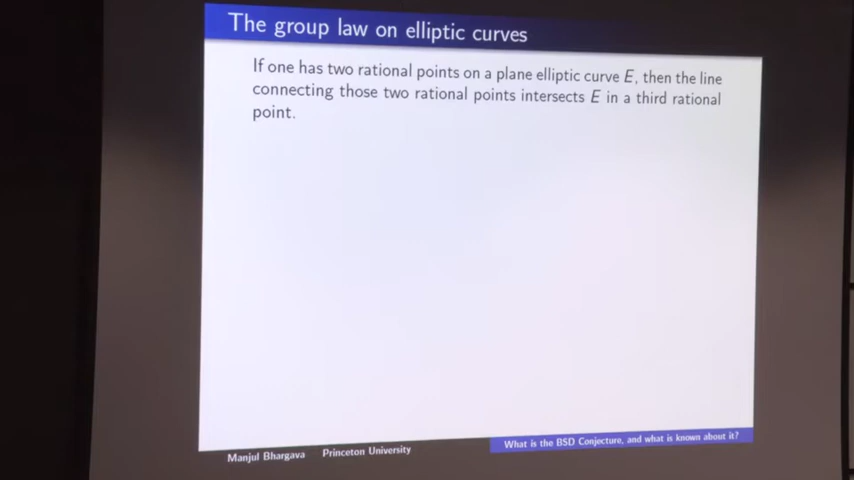 The group law on elliptic curves
If one has two rational points on a plane elliptic curve E, then the line
connecting those two rational points intersects E in a third rational
point.
Manjul Bhargava Princeton University
What is the BSD Conjecture, and what is known about it?